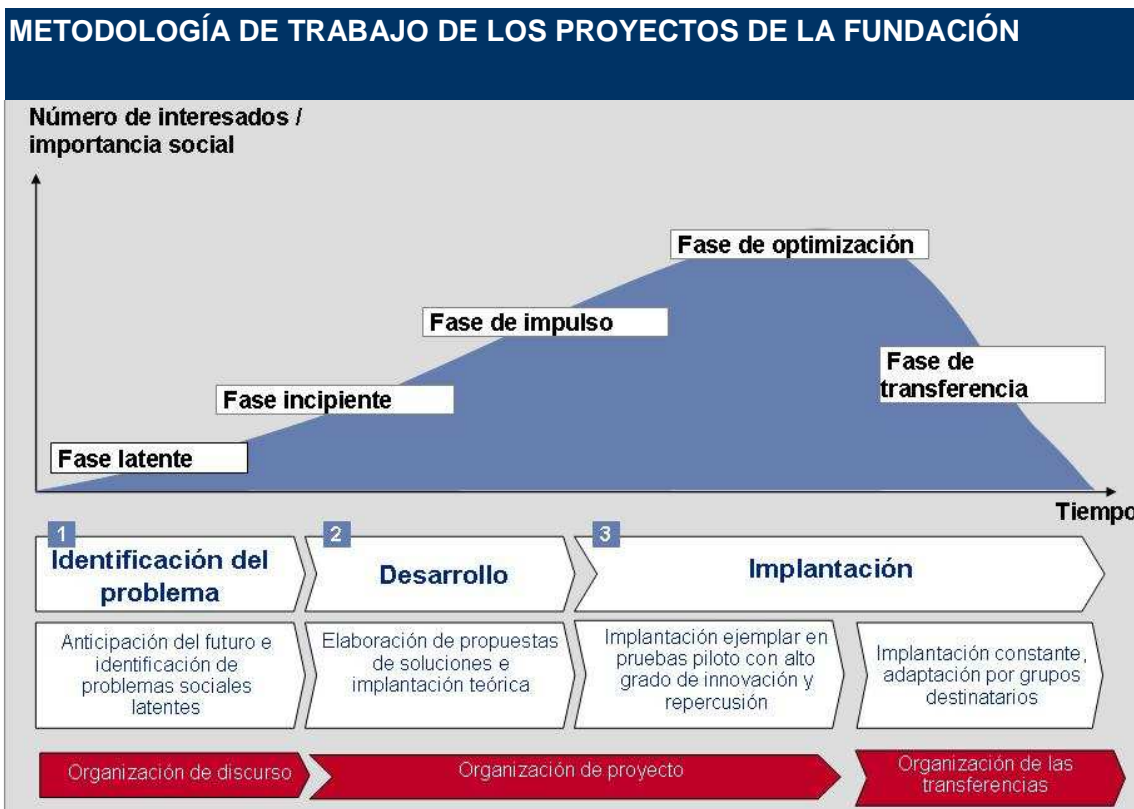 METODOLOGÍA DE TRABAJO DE LOS PROYECTOS DE LA FUNDACIÓN
Número de interesados /
importancia social
Fase de optimización
Fase de impulso
Fase de
transferencia
Fase incipiente
Fase latente
Tiempo
1
Identificación del
problema
2
Desarrollo
3
Implantación
Anticipación del futuro e
identificación de
problemas sociales
latentes
Elaboración de propuestas
de soluciones e
implantación teórica
Implantación ejemplar en
pruebas piloto con alto
grado de innovación y
repercusión
Implantación constante,
adaptación por grupos
destinatarios
Organización de discurso
Organización de proyecto
Organización de las
transferencias